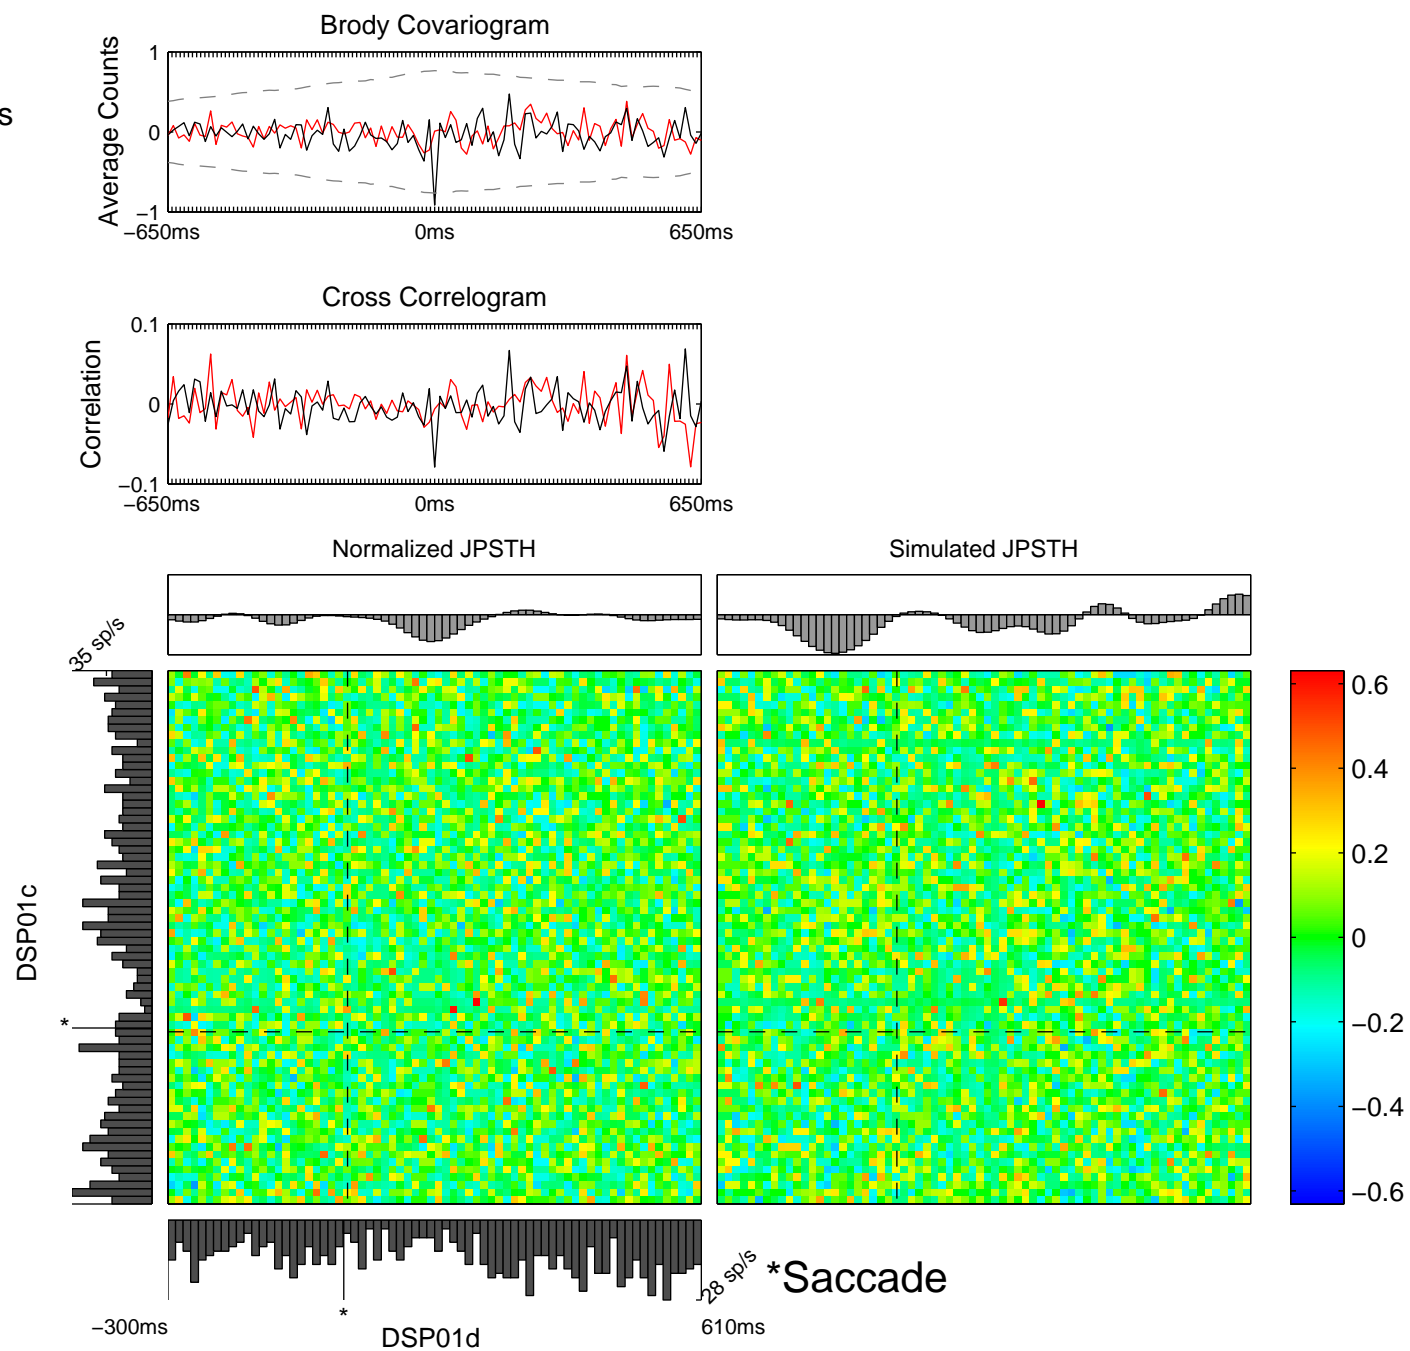 Brody Covariogram
s
Average Counts
1
0
−1
−650ms 0ms 650ms
Cross Correlogram
Correlation
0.1
0
−0.1
−650ms 0ms 650ms
Normalized JPSTH Simulated JPSTH
35 sp/s
DSP01c
*
0.6
0.4
0.2
0
−0.2
−0.4
−0.6
28 sp/s
*Saccade
*
−300ms DSP01d 610ms